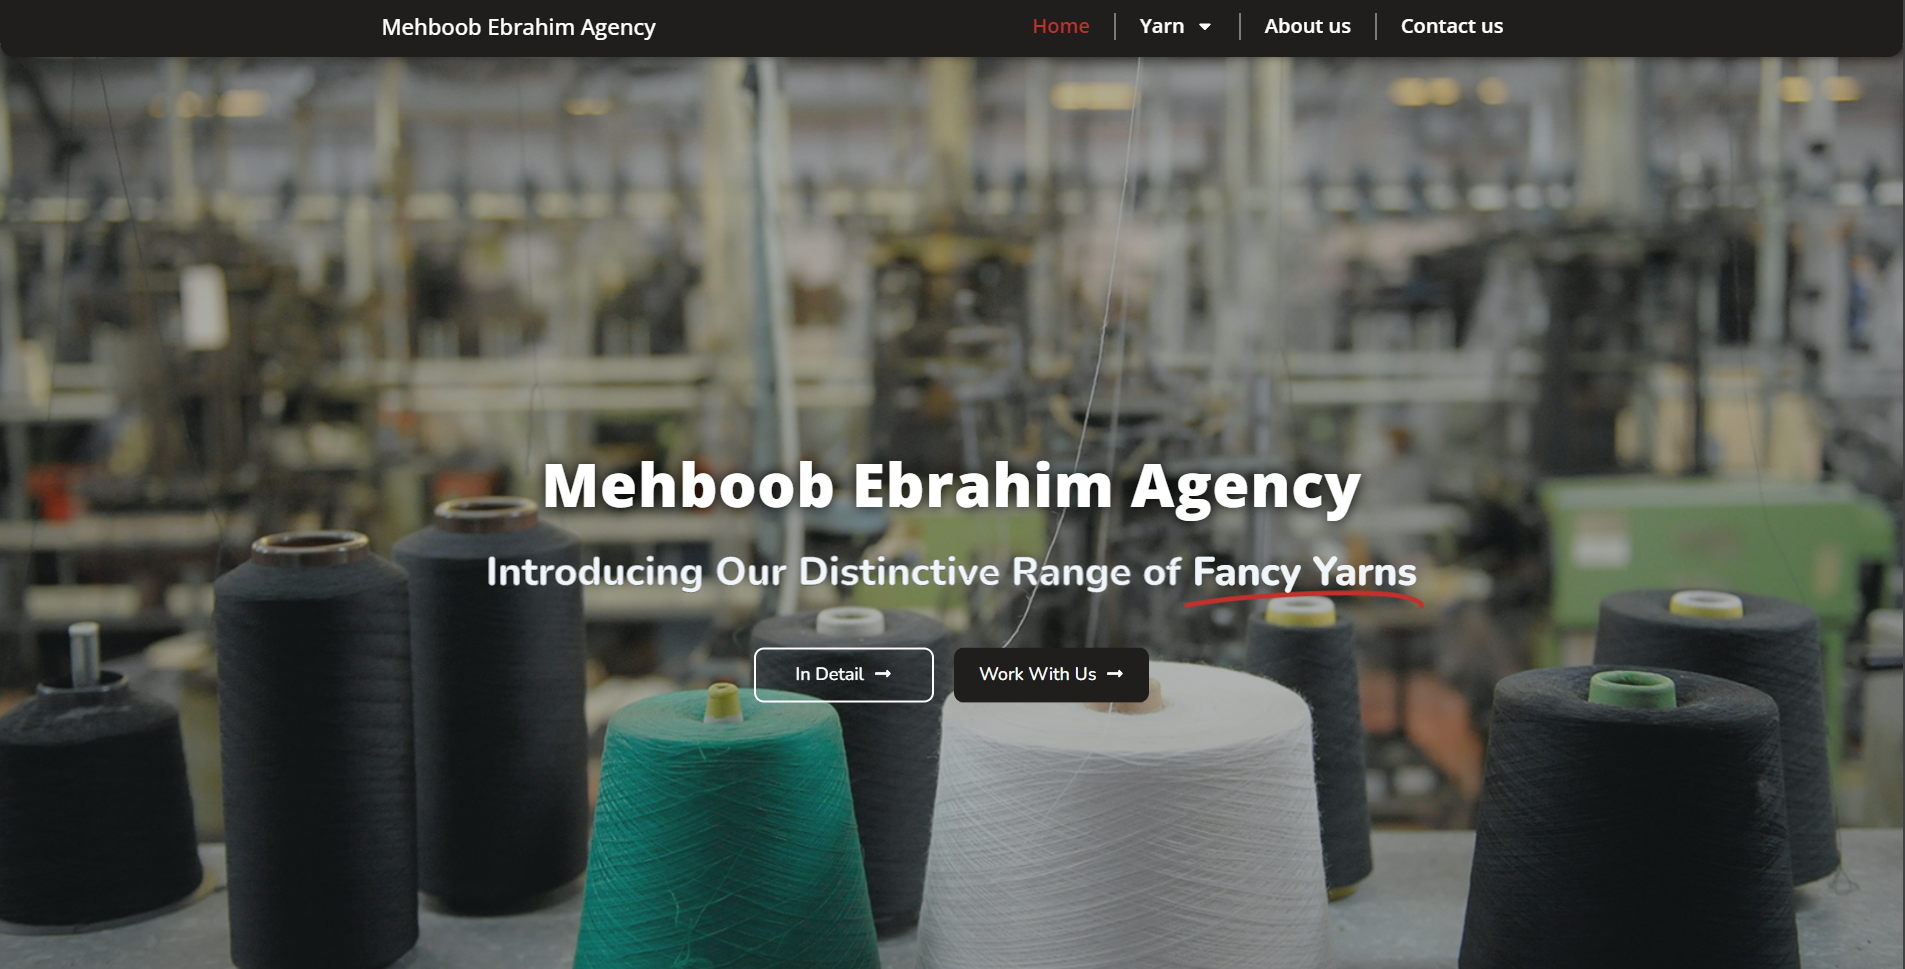 Mehboob Ebrahim Agency
Home
Yarn
About us
Contact us
Mehboob Ebrahim Agency
Introducing Our Distinctive Range of Fancy Yarns
In Detail
Work With Us